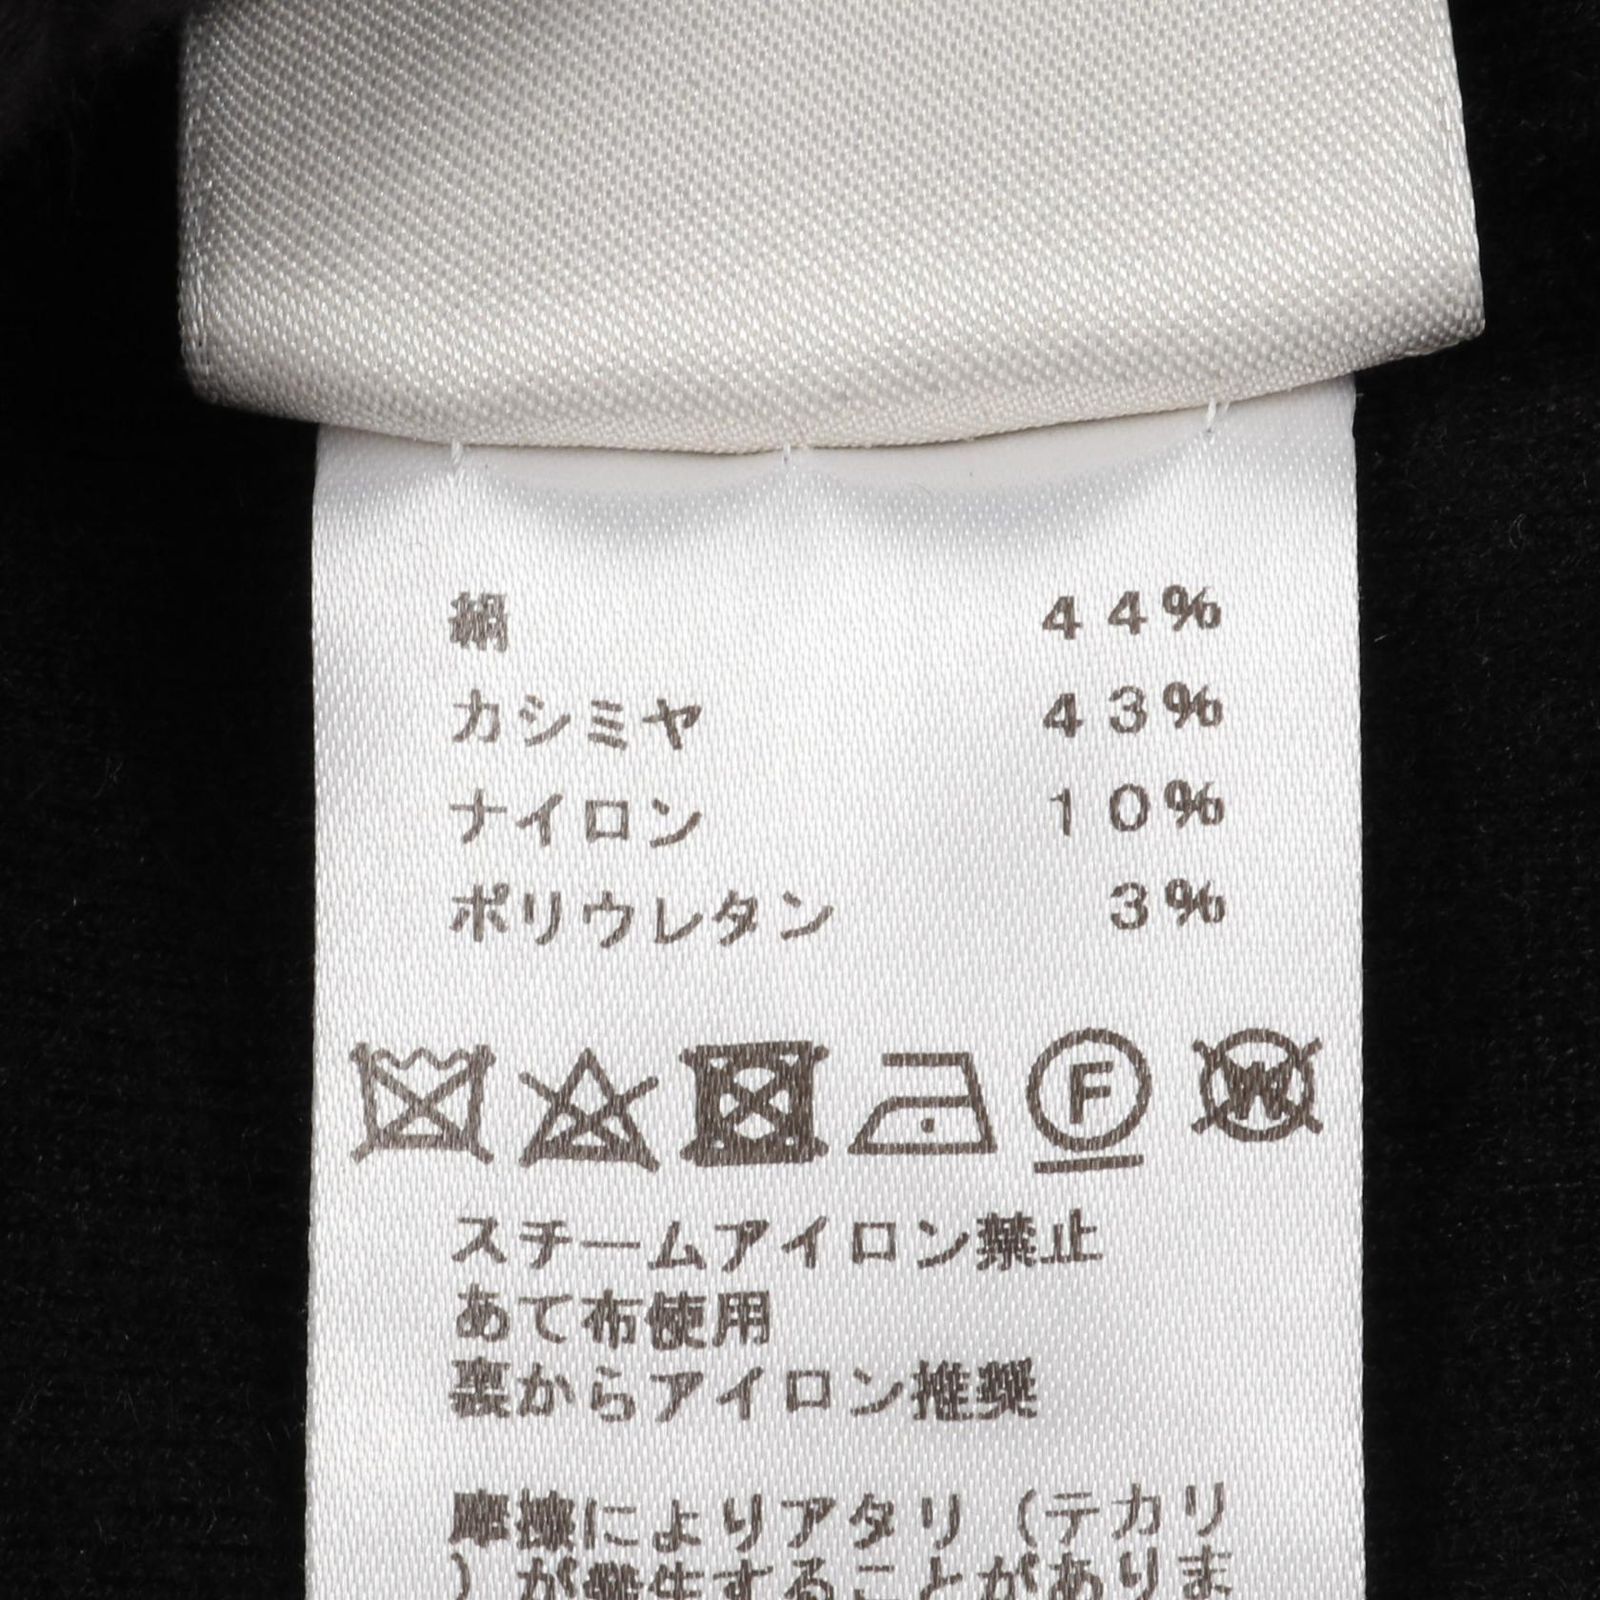 絹 44%
カシミヤ 43%
ナイロン 10%
ポリウレタン 3%
F W
スチームアイロン禁止
あて布使用
裏からアイロン推奨
摩擦によりアタリ（テカリ
）が発生することがありま